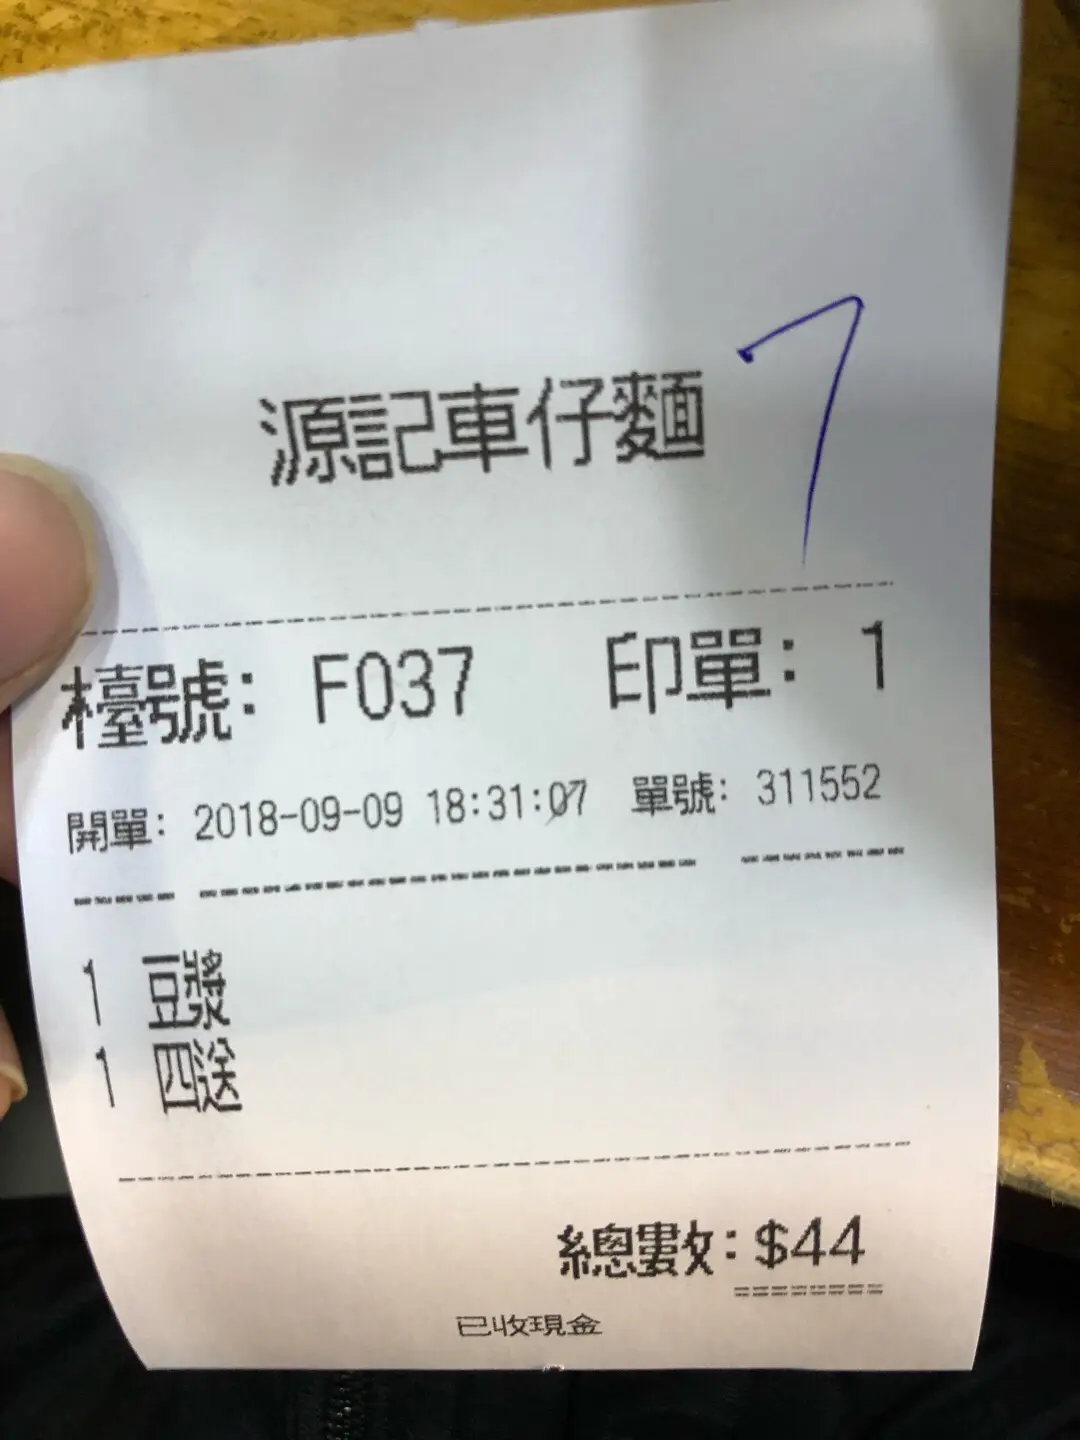 源記車仔麵 7
檯號: F037 印單: 1
開單: 2018-09-09 18:31:07 單號: 311552
1 豆漿
1 四送
總數: $44
已收現金